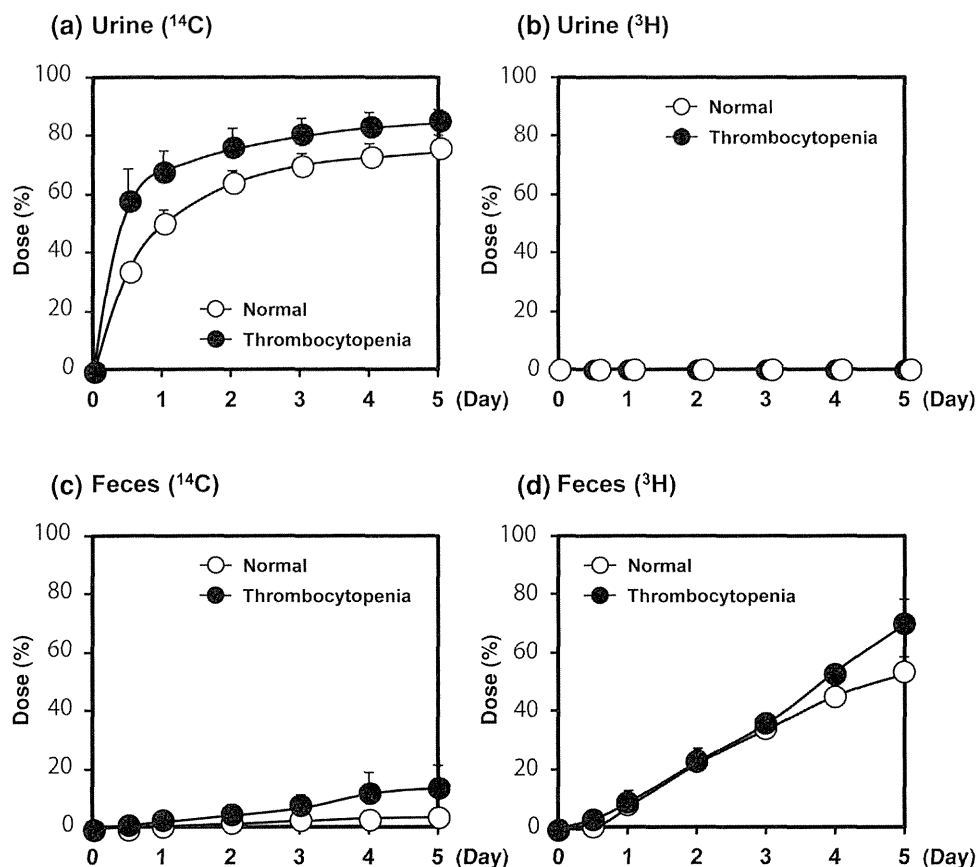 (a) Urine (¹⁴C)
Dose (%)
100
80
60
40
20
0
Normal
Thrombocytopenia
0 1 2 3 4 5 (Day)
(b) Urine (³H)
Dose (%)
100
80
60
40
20
0
Normal
Thrombocytopenia
0 1 2 3 4 5 (Day)
(c) Feces (¹⁴C)
Dose (%)
100
80
60
40
20
0
Normal
Thrombocytopenia
0 1 2 3 4 5 (Day)
(d) Feces (³H)
Dose (%)
100
80
60
40
20
0
Normal
Thrombocytopenia
0 1 2 3 4 5 (Day)